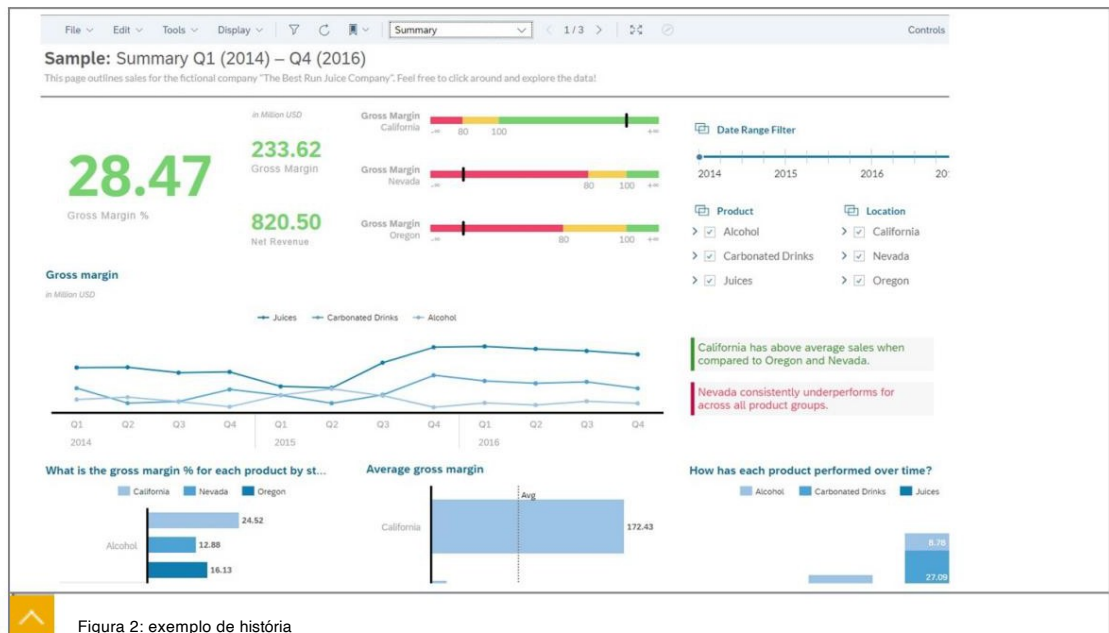 File Edit Tools Display Summary 1/3 Controls
Sample: Summary Q1 (2014) – Q4 (2016)
This page outlines sales for the fictional company "The Best Run Juice Company". Feel free to click around and explore the data!
28.47
Gross Margin %
in Million USD
233.62
Gross Margin
820.50
Net Revenue
Gross Margin
California
-∞ 80 100 +∞
Gross Margin
Nevada
-∞ 80 100 +∞
Gross Margin
Oregon
-∞ 80 100 +∞
Date Range Filter
2014 2015 2016 20
Product
Alcohol
Carbonated Drinks
Juices
Location
California
Nevada
Oregon
Gross margin
in Million USD
Juices Carbonated Drinks Alcohol
Q1 Q2 Q3 Q4 Q1 Q2 Q3 Q4 Q1 Q2 Q3 Q4
2014 2015 2016
California has above average sales when
compared to Oregon and Nevada.
Nevada consistently underperforms for
across all product groups.
What is the gross margin % for each product by st...
California Nevada Oregon
Alcohol
24.52
12.88
16.13
Average gross margin
Avg
California
172.43
How has each product performed over time?
Alcohol Carbonated Drinks Juices
8.76
27.09
Figura 2: exemplo de história